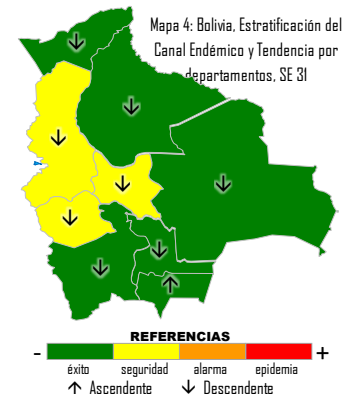 Mapa 4: Bolivia, Estratificación del
Canal Endémico y Tendencia por
departamentos, SE 31
REFERENCIAS
- +
éxito seguridad alarma epidemia
↑ Ascendente ↓ Descendente